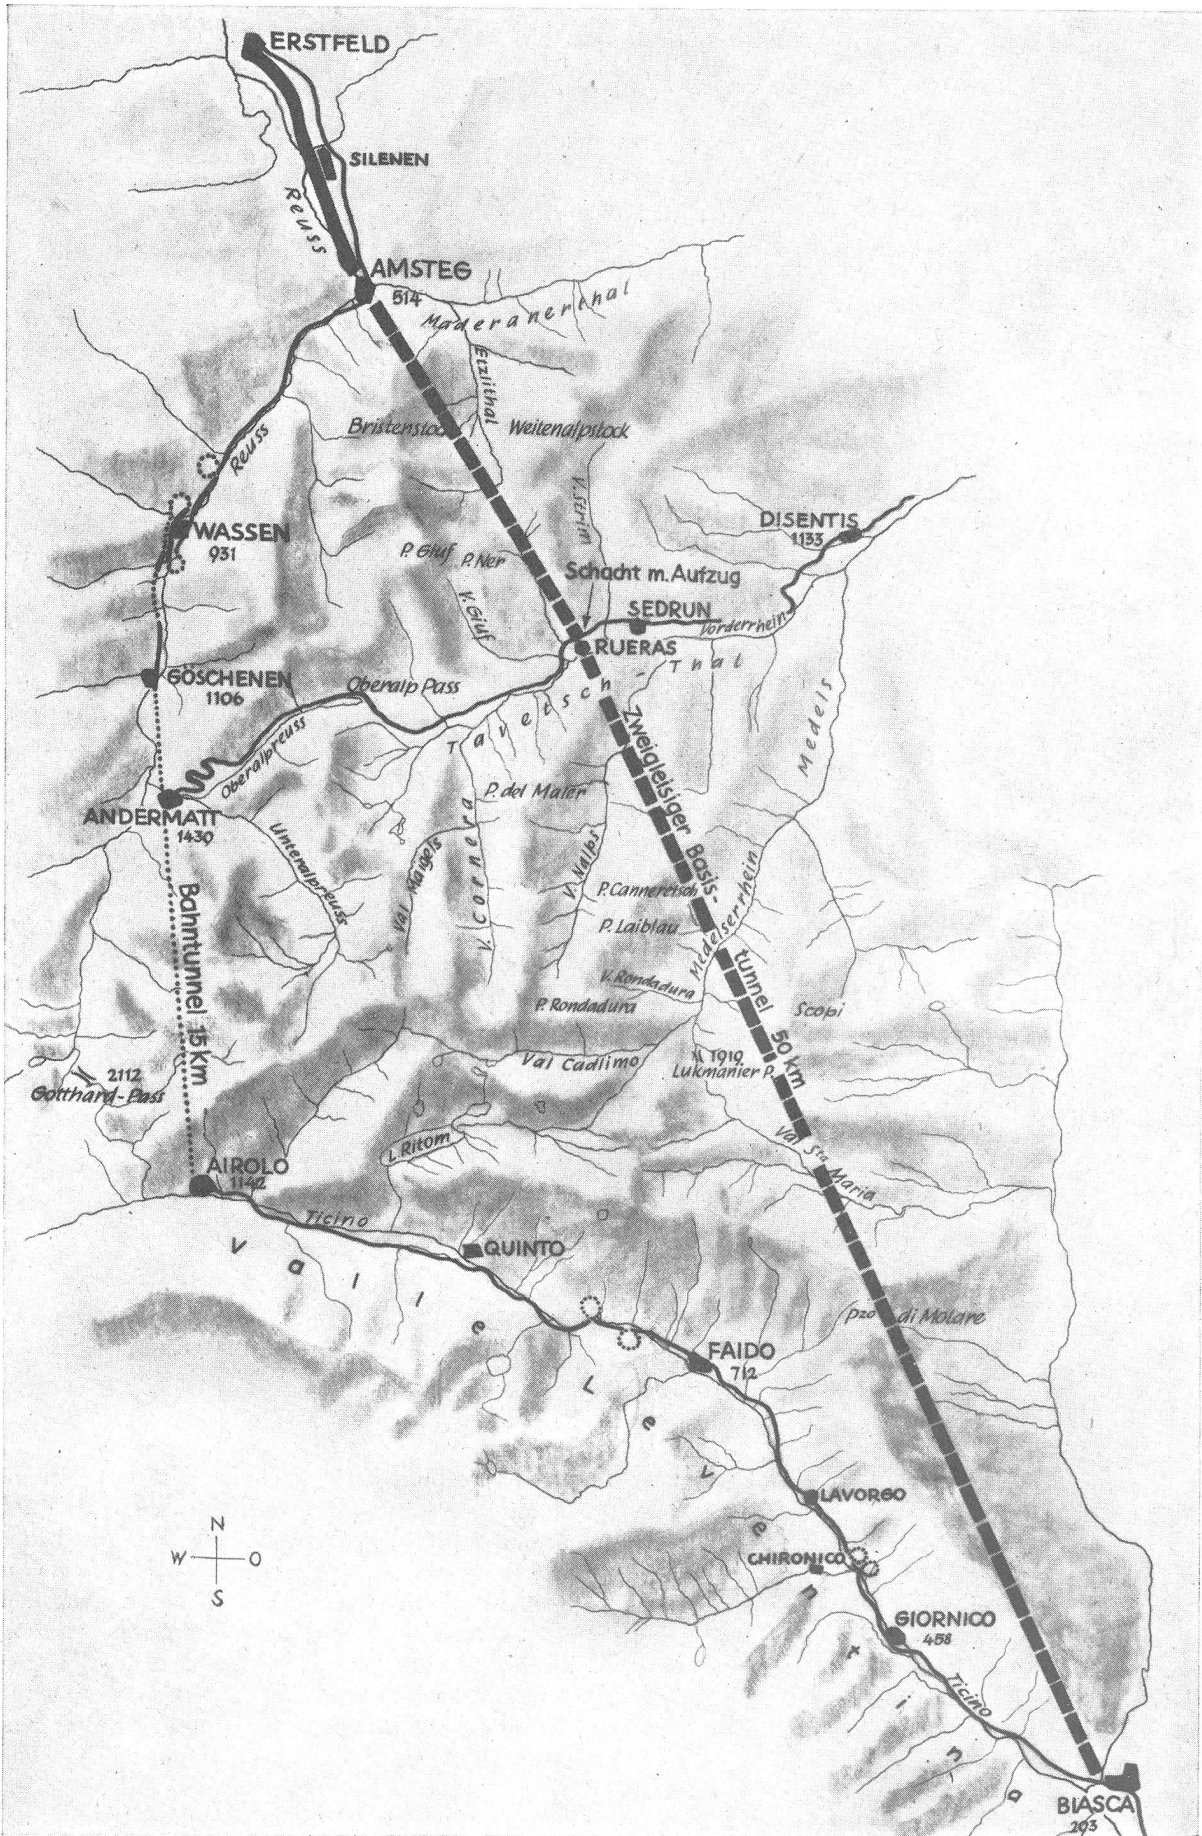 ERSTFELD
SILENEN
Reuss
AMSTEG
514
Maderanerthal
Etzlithal
Bristenstock
Weitenalpstock
Reuss
V. Strim
WASSEN
931
DISENTIS
1133
P. Giuf
P. Ner
Schacht m. Aufzug
V. Giuf
SEDRUN
Vorderrhein
RUERAS
Tavetsch - Thal
GÖSCHENEN
1106
Oberalp Pass
Medels
Oberalpreuss
Zweigleisiger Basis-
tunnel 50 km
P. del Maler
ANDERMATT
1430
Unteralpreuss
Val Maigels
V. Cornera
V. Nalps
Bahntunnel 15 Km
P. Canneretsch
P. Laiblau
Medelserrhein
V. Rondadura
P. Rondadura
Scopi
Val Cadlimo
1919
Lukmanier P.
2112
Gotthard-Pass
L. Ritom
Val Sta Maria
AIROLO
1142
Ticino
QUINTO
Valle Leventina
Pzo di Molare
FAIDO
712
LAVORGO
N
W O
S
CHIRONICO
GIORNICO
458
Ticino
BIASCA
293